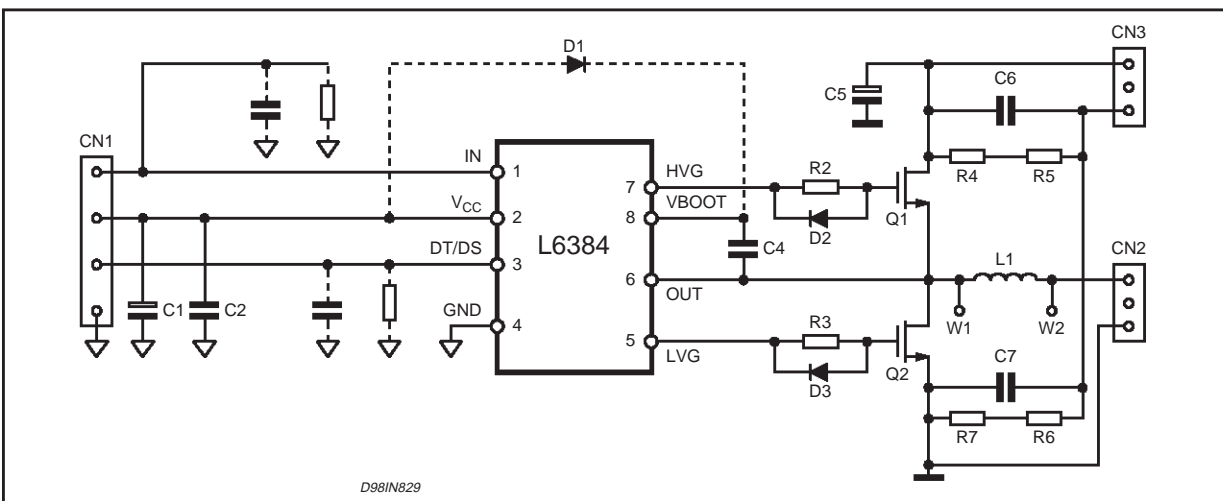 CN3
D1
C6
C5
CN1
IN
1
R4
R5
HVG
7
R2
VCC
2
VBOOT
8
Q1
D2
L6384
C4
CN2
DT/DS
3
L1
6
OUT
C1
C2
W1
W2
GND
4
R3
5
LVG
Q2
C7
D3
R7
R6
D98IN829